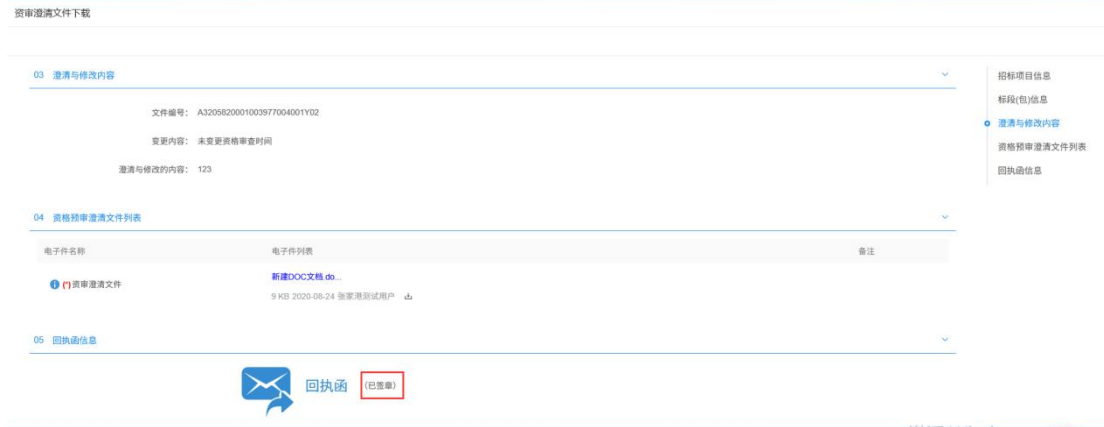 资审澄清文件下载
03 澄清与修改内容
文件编号： A3205820001003977004001Y02
变更内容： 未变更资格审查时间
澄清与修改的内容： 123
04 资格预审澄清文件列表
电子件名称 电子件列表 备注
(*)资审澄清文件
新建DOC文档.do...
9 KB 2020-08-24 张家港测试用户
05 回执函信息
回执函 (已签章)
招标项目信息
标段(包)信息
澄清与修改内容
资格预审澄清文件列表
回执函信息